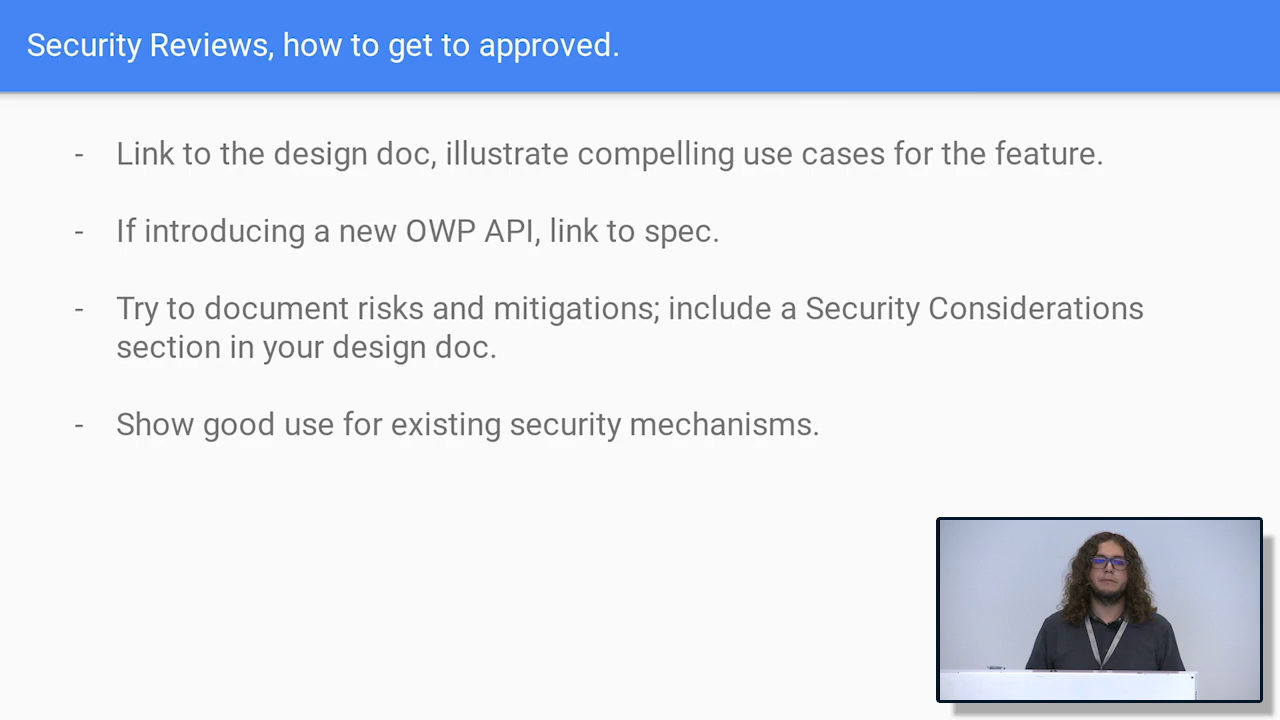 Security Reviews, how to get to approved.
- Link to the design doc, illustrate compelling use cases for the feature.
- If introducing a new OWP API, link to spec.
- Try to document risks and mitigations; include a Security Considerations
section in your design doc.
- Show good use for existing security mechanisms.